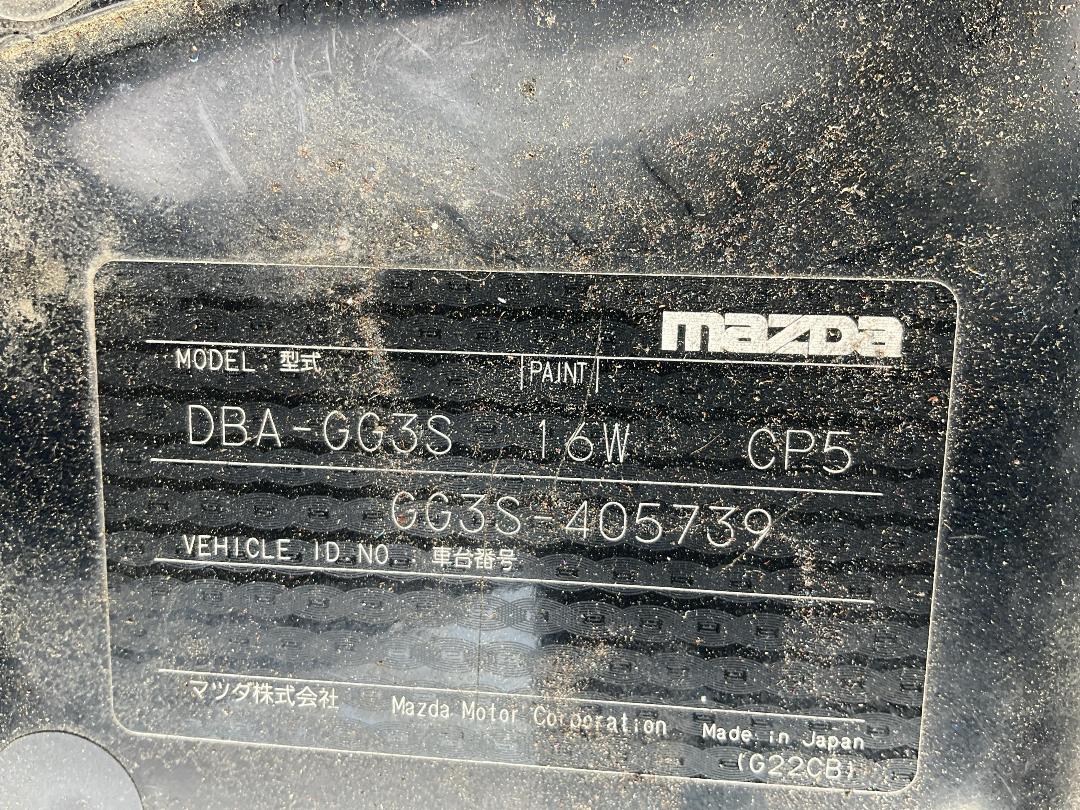 mazda
MODEL 型式 PAINT
DBA-GG3S 16W CP5
GG3S-405739
VEHICLE.ID.NO 車台番号
マツダ株式会社 Mazda Motor Corporation Made in Japan
(G22CB)